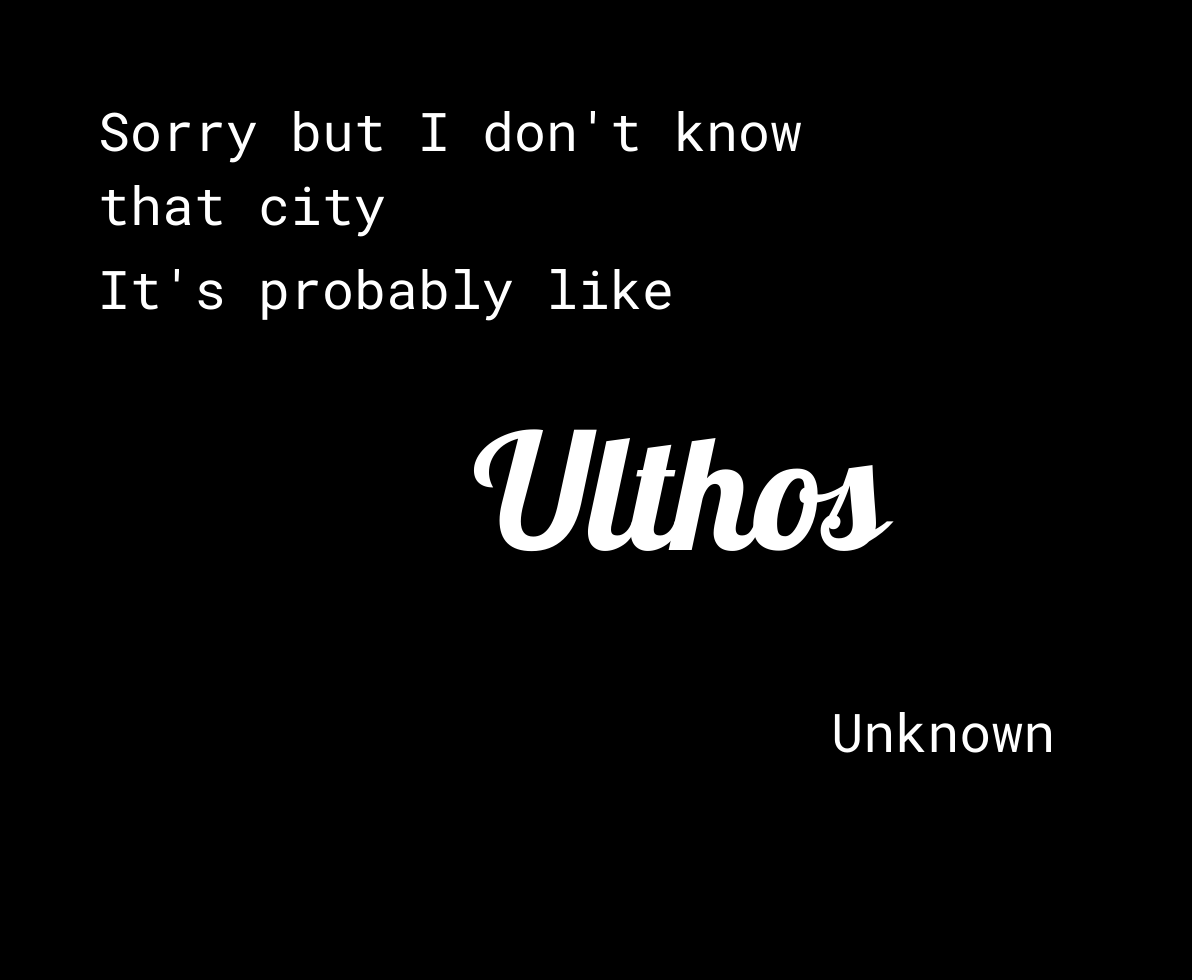 Sorry but I don't know
that city
It's probably like
Ulthos
Unknown